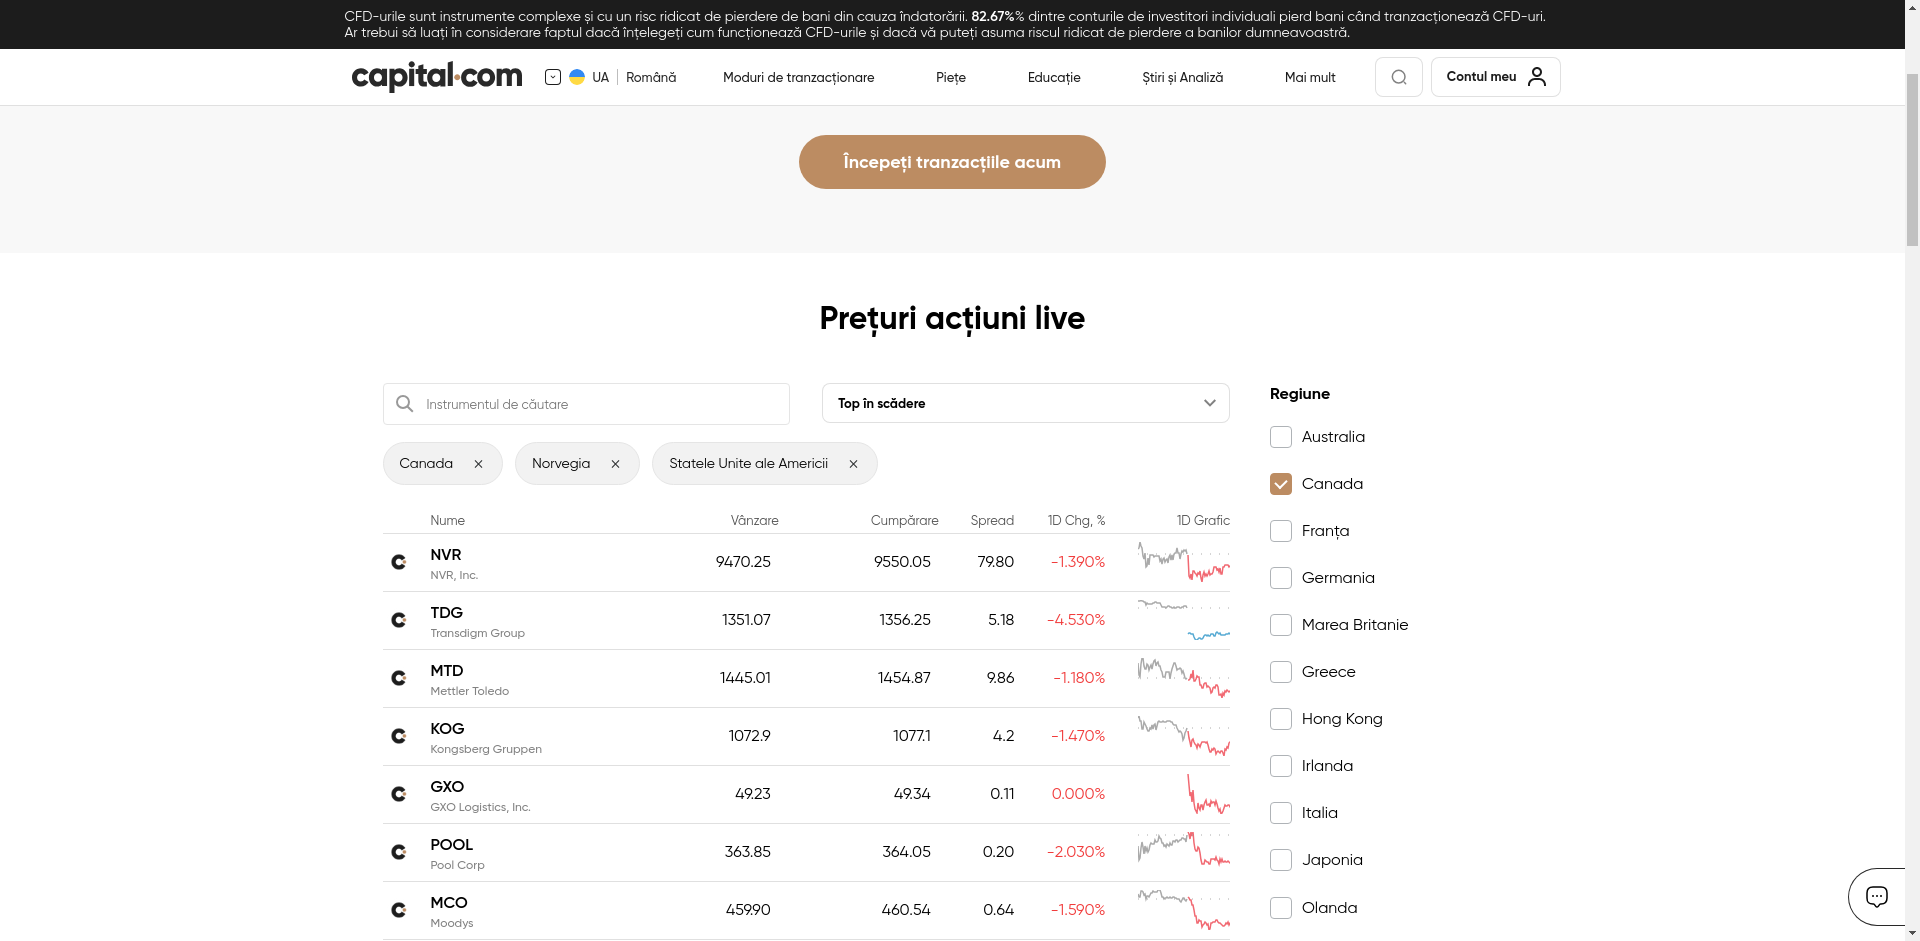 CFD-urile sunt instrumente complexe și cu un risc ridicat de pierdere de bani din cauza îndatorării. 82.67%% dintre conturile de investitori individuali pierd bani când tranzacționează CFD-uri.
Ar trebui să luați în considerare faptul dacă înțelegeți cum funcționează CFD-urile și dacă vă puteți asuma riscul ridicat de pierdere a banilor dumneavoastră.
capital.com UA Română Moduri de tranzacționare Piețe Educație Știri și Analiză Mai mult Contul meu
Începeți tranzacțiile acum
Prețuri acțiuni live
Instrumentul de căutare Top în scădere
Canada Norvegia Statele Unite ale Americii
Nume Vânzare Cumpărare Spread 1D Chg, % 1D Grafic
NVR 9470.25 9550.05 79.80 -1.390%
NVR, Inc.
TDG 1351.07 1356.25 5.18 -4.530%
Transdigm Group
MTD 1445.01 1454.87 9.86 -1.180%
Mettler Toledo
KOG 1072.9 1077.1 4.2 -1.470%
Kongsberg Gruppen
GXO 49.23 49.34 0.11 0.000%
GXO Logistics, Inc.
POOL 363.85 364.05 0.20 -2.030%
Pool Corp
MCO 459.90 460.54 0.64 -1.590%
Moodys
Regiune
Australia
Canada
Franța
Germania
Marea Britanie
Greece
Hong Kong
Irlanda
Italia
Japonia
Olanda